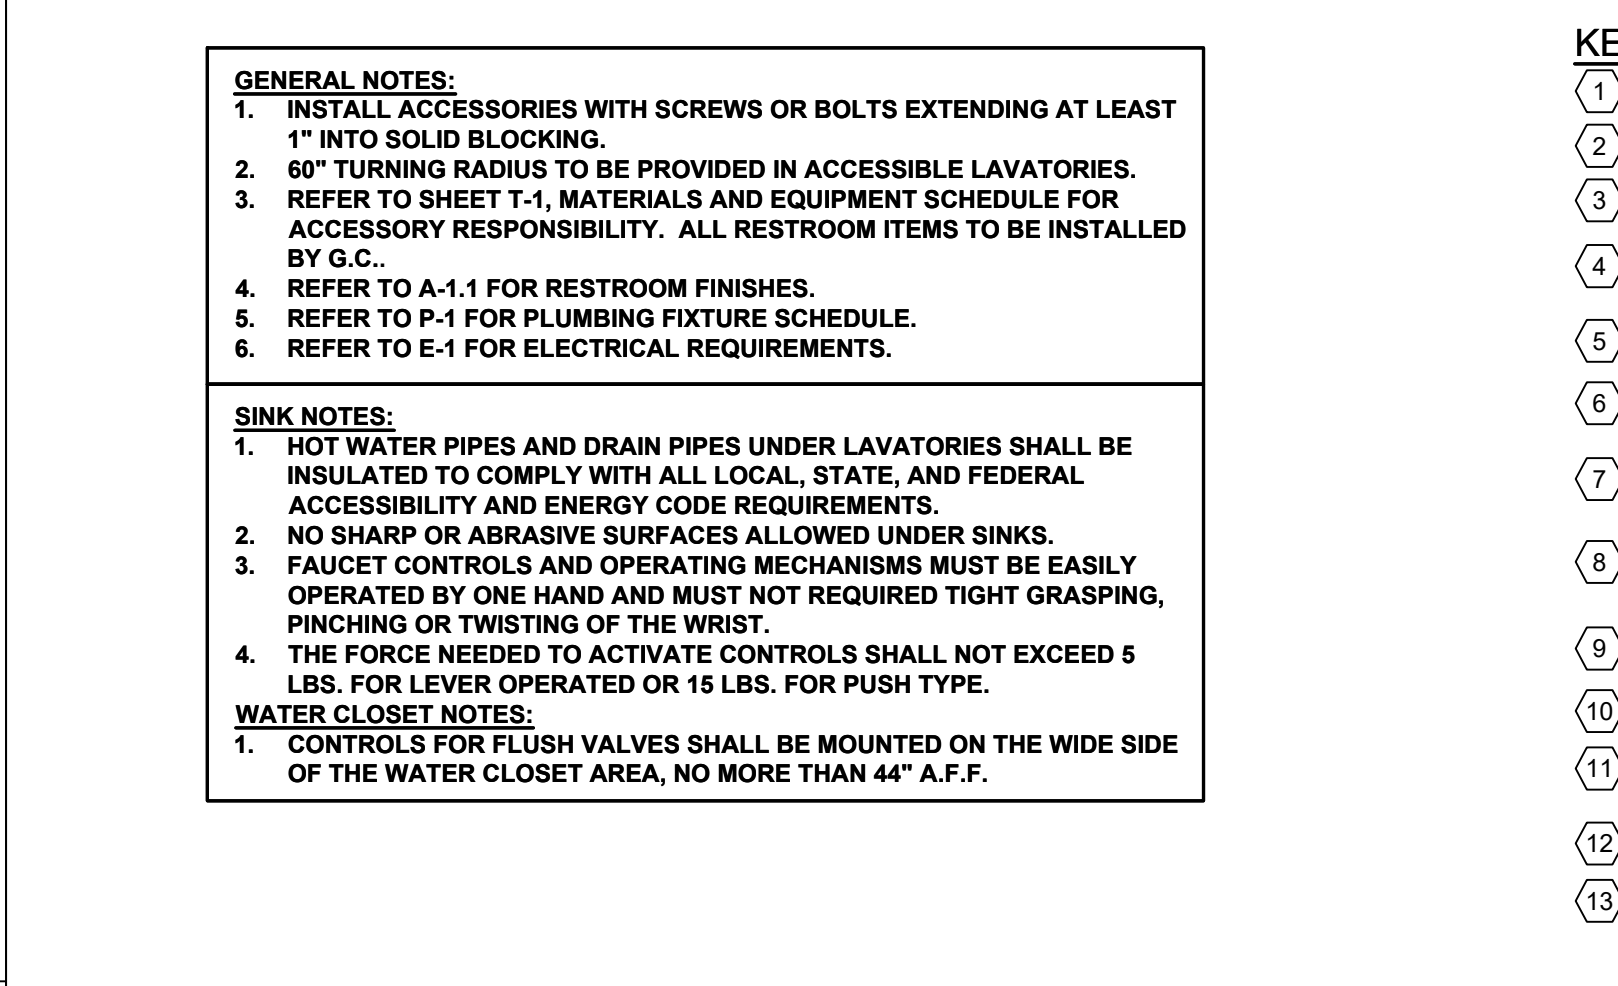 GENERAL NOTES:
1. INSTALL ACCESSORIES WITH SCREWS OR BOLTS EXTENDING AT LEAST
1" INTO SOLID BLOCKING.
2. 60" TURNING RADIUS TO BE PROVIDED IN ACCESSIBLE LAVATORIES.
3. REFER TO SHEET T-1, MATERIALS AND EQUIPMENT SCHEDULE FOR
ACCESSORY RESPONSIBILITY. ALL RESTROOM ITEMS TO BE INSTALLED
BY G.C..
4. REFER TO A-1.1 FOR RESTROOM FINISHES.
5. REFER TO P-1 FOR PLUMBING FIXTURE SCHEDULE.
6. REFER TO E-1 FOR ELECTRICAL REQUIREMENTS.
SINK NOTES:
1. HOT WATER PIPES AND DRAIN PIPES UNDER LAVATORIES SHALL BE
INSULATED TO COMPLY WITH ALL LOCAL, STATE, AND FEDERAL
ACCESSIBILITY AND ENERGY CODE REQUIREMENTS.
2. NO SHARP OR ABRASIVE SURFACES ALLOWED UNDER SINKS.
3. FAUCET CONTROLS AND OPERATING MECHANISMS MUST BE EASILY
OPERATED BY ONE HAND AND MUST NOT REQUIRED TIGHT GRASPING,
PINCHING OR TWISTING OF THE WRIST.
4. THE FORCE NEEDED TO ACTIVATE CONTROLS SHALL NOT EXCEED 5
LBS. FOR LEVER OPERATED OR 15 LBS. FOR PUSH TYPE.
WATER CLOSET NOTES:
1. CONTROLS FOR FLUSH VALVES SHALL BE MOUNTED ON THE WIDE SIDE
OF THE WATER CLOSET AREA, NO MORE THAN 44" A.F.F.
KE
1
2
3
4
5
6
7
8
9
10
11
12
13